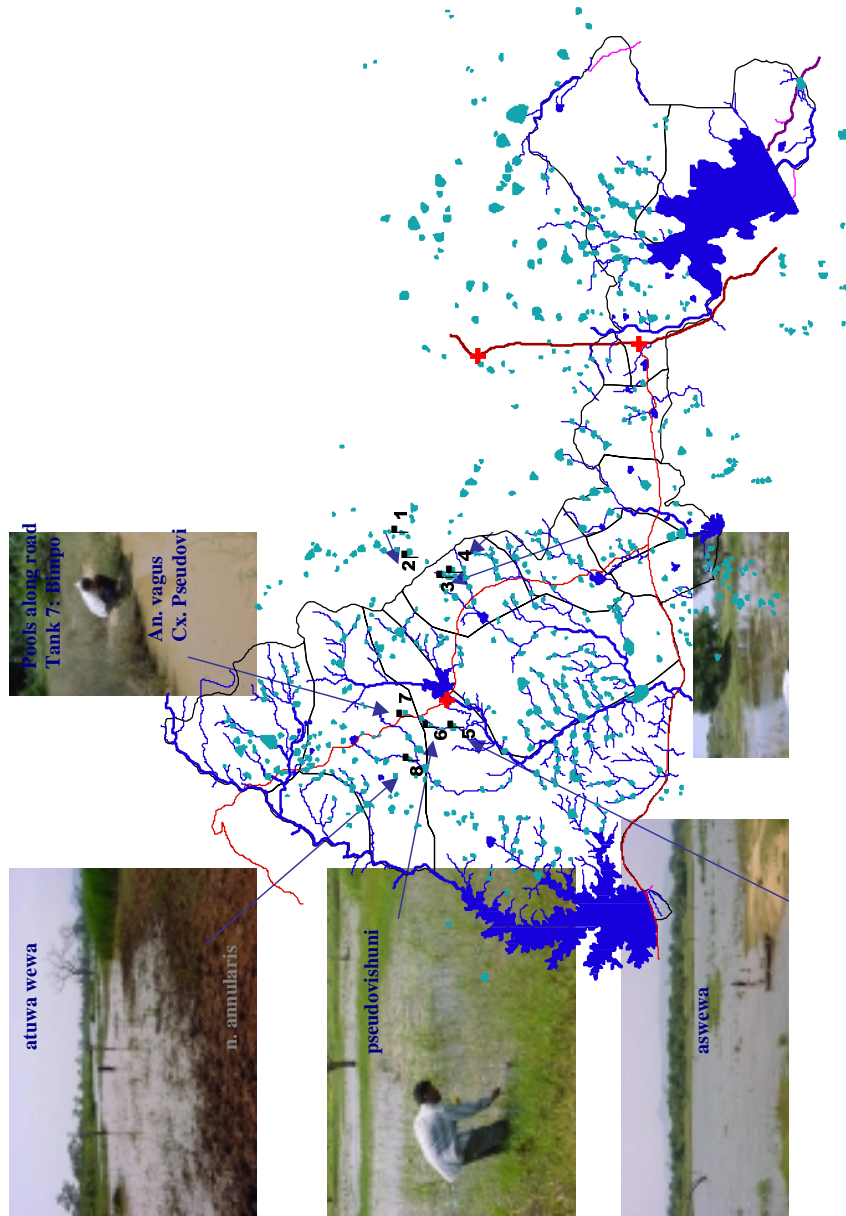 Pools along road
Tank 7: Bimpo
An. vagus
Cx. Pseudovi
atuwa wewa
n. annularis
pseudovishuni
aswewa
1
2
3
4
5
6
7
8